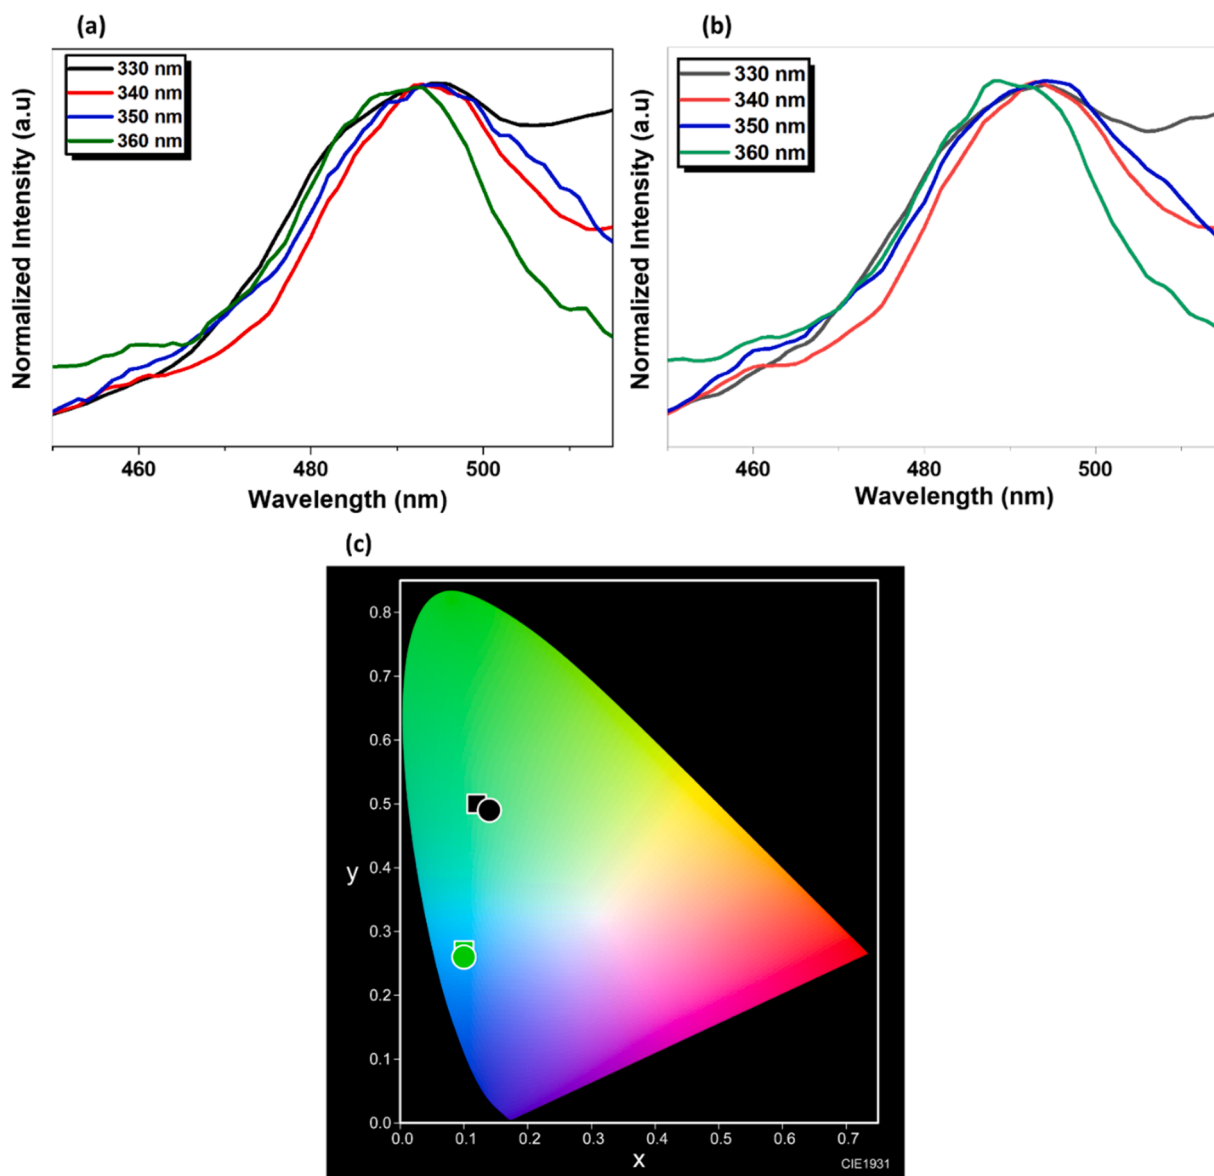 (a)
330 nm
340 nm
350 nm
360 nm
Normalized Intensity (a.u)
460
480
500
Wavelength (nm)
(b)
330 nm
340 nm
350 nm
360 nm
Normalized Intensity (a.u)
460
480
500
Wavelength (nm)
(c)
0.8
0.7
0.6
0.5
0.4
0.3
0.2
0.1
0.0
y
0.0
0.1
0.2
0.3
0.4
0.5
0.6
0.7
x
CIE1931